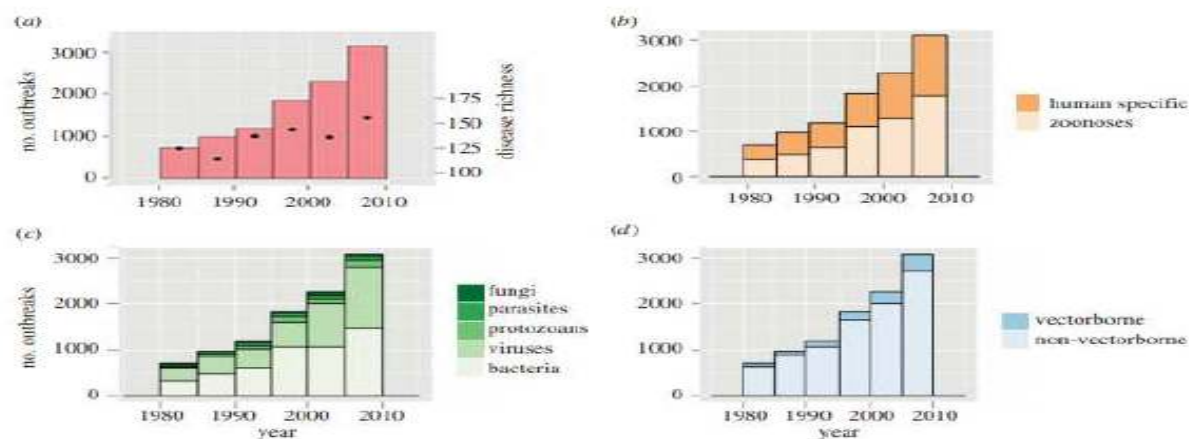 (a)
3000
2000
1000
0
no. outbreaks
175
150
125
100
disease richness
1980 1990 2000 2010
(b)
3000
2000
1000
0
human specific
zoonoses
1980 1990 2000 2010
(c)
3000
2000
1000
0
no. outbreaks
fungi
parasites
protozoans
viruses
bacteria
1980 1990 2000 2010
year
(d)
3000
2000
1000
0
vectorborne
non-vectorborne
1980 1990 2000 2010
year